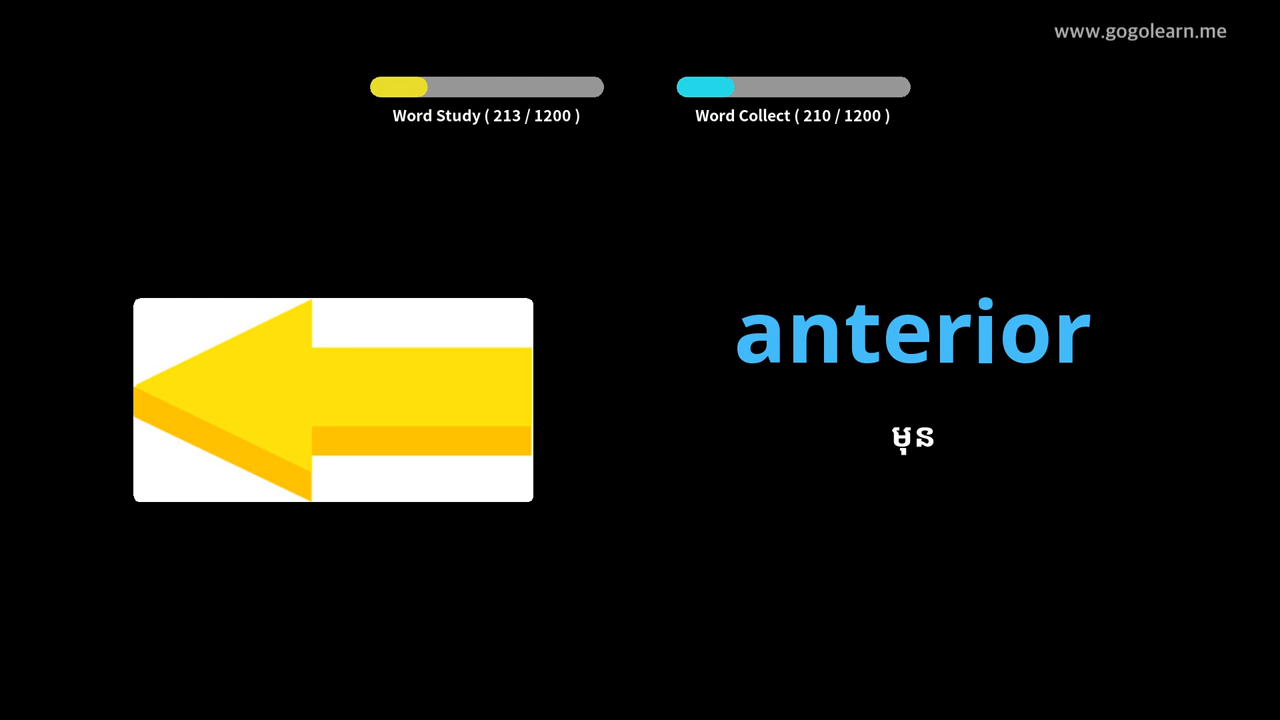 www.gogolearn.me
Word Study ( 213 / 1200 )
Word Collect ( 210 / 1200 )
anterior
មុន